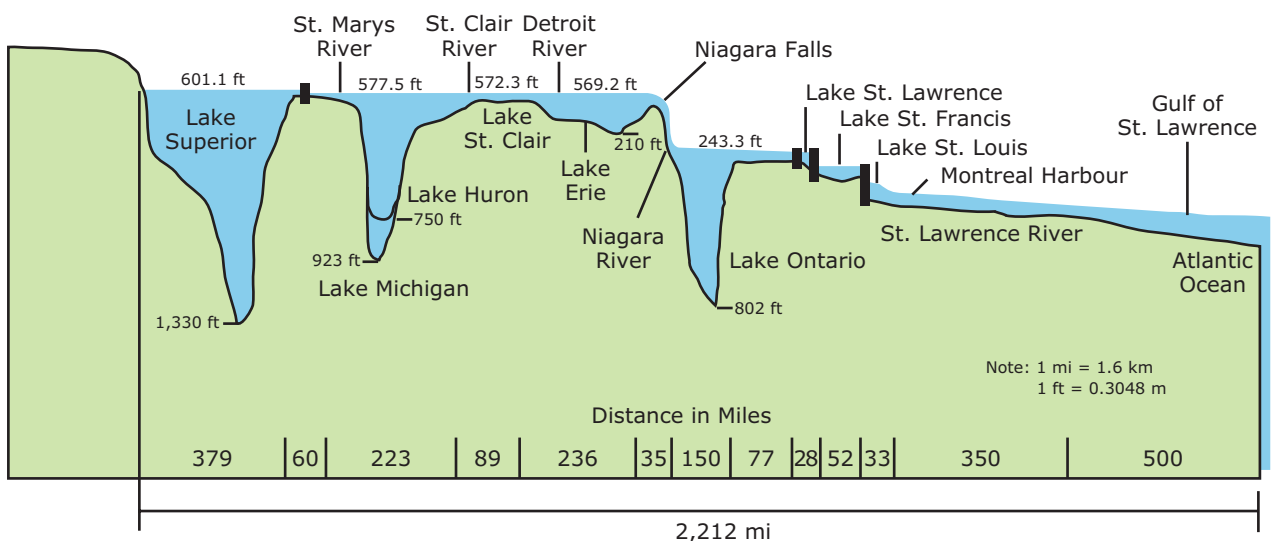 St. Marys
River
St. Clair
River
Detroit
River
Niagara Falls
601.1 ft
577.5 ft
572.3 ft
569.2 ft
Lake
Superior
Lake
St. Clair
210 ft
243.3 ft
Lake St. Lawrence
Lake St. Francis
Lake St. Louis
Montreal Harbour
Gulf of
St. Lawrence
Lake
Erie
Lake Huron
750 ft
Niagara
River
St. Lawrence River
923 ft
Lake Michigan
Lake Ontario
Atlantic
Ocean
1,330 ft
802 ft
Note: 1 mi = 1.6 km
1 ft = 0.3048 m
Distance in Miles
379 60 223 89 236 35 150 77 28 52 33 350 500
2,212 mi